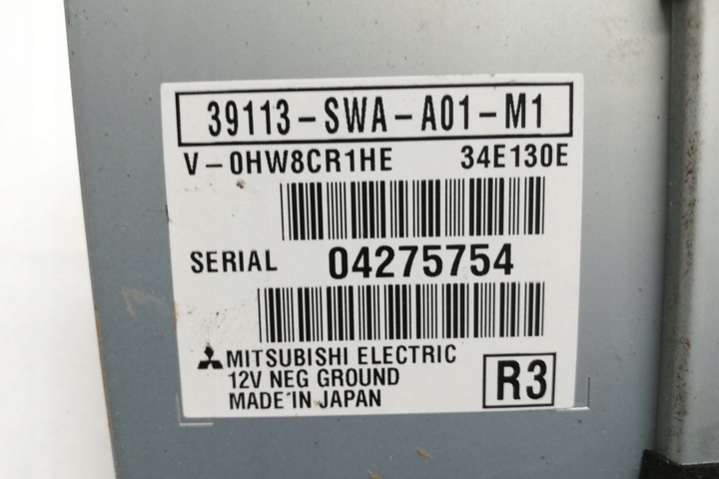 39113-SWA-A01-M1
V-0HW8CR1HE 34E130E
SERIAL 04275754
MITSUBISHI ELECTRIC
12V NEG GROUND
MADE IN JAPAN
R3